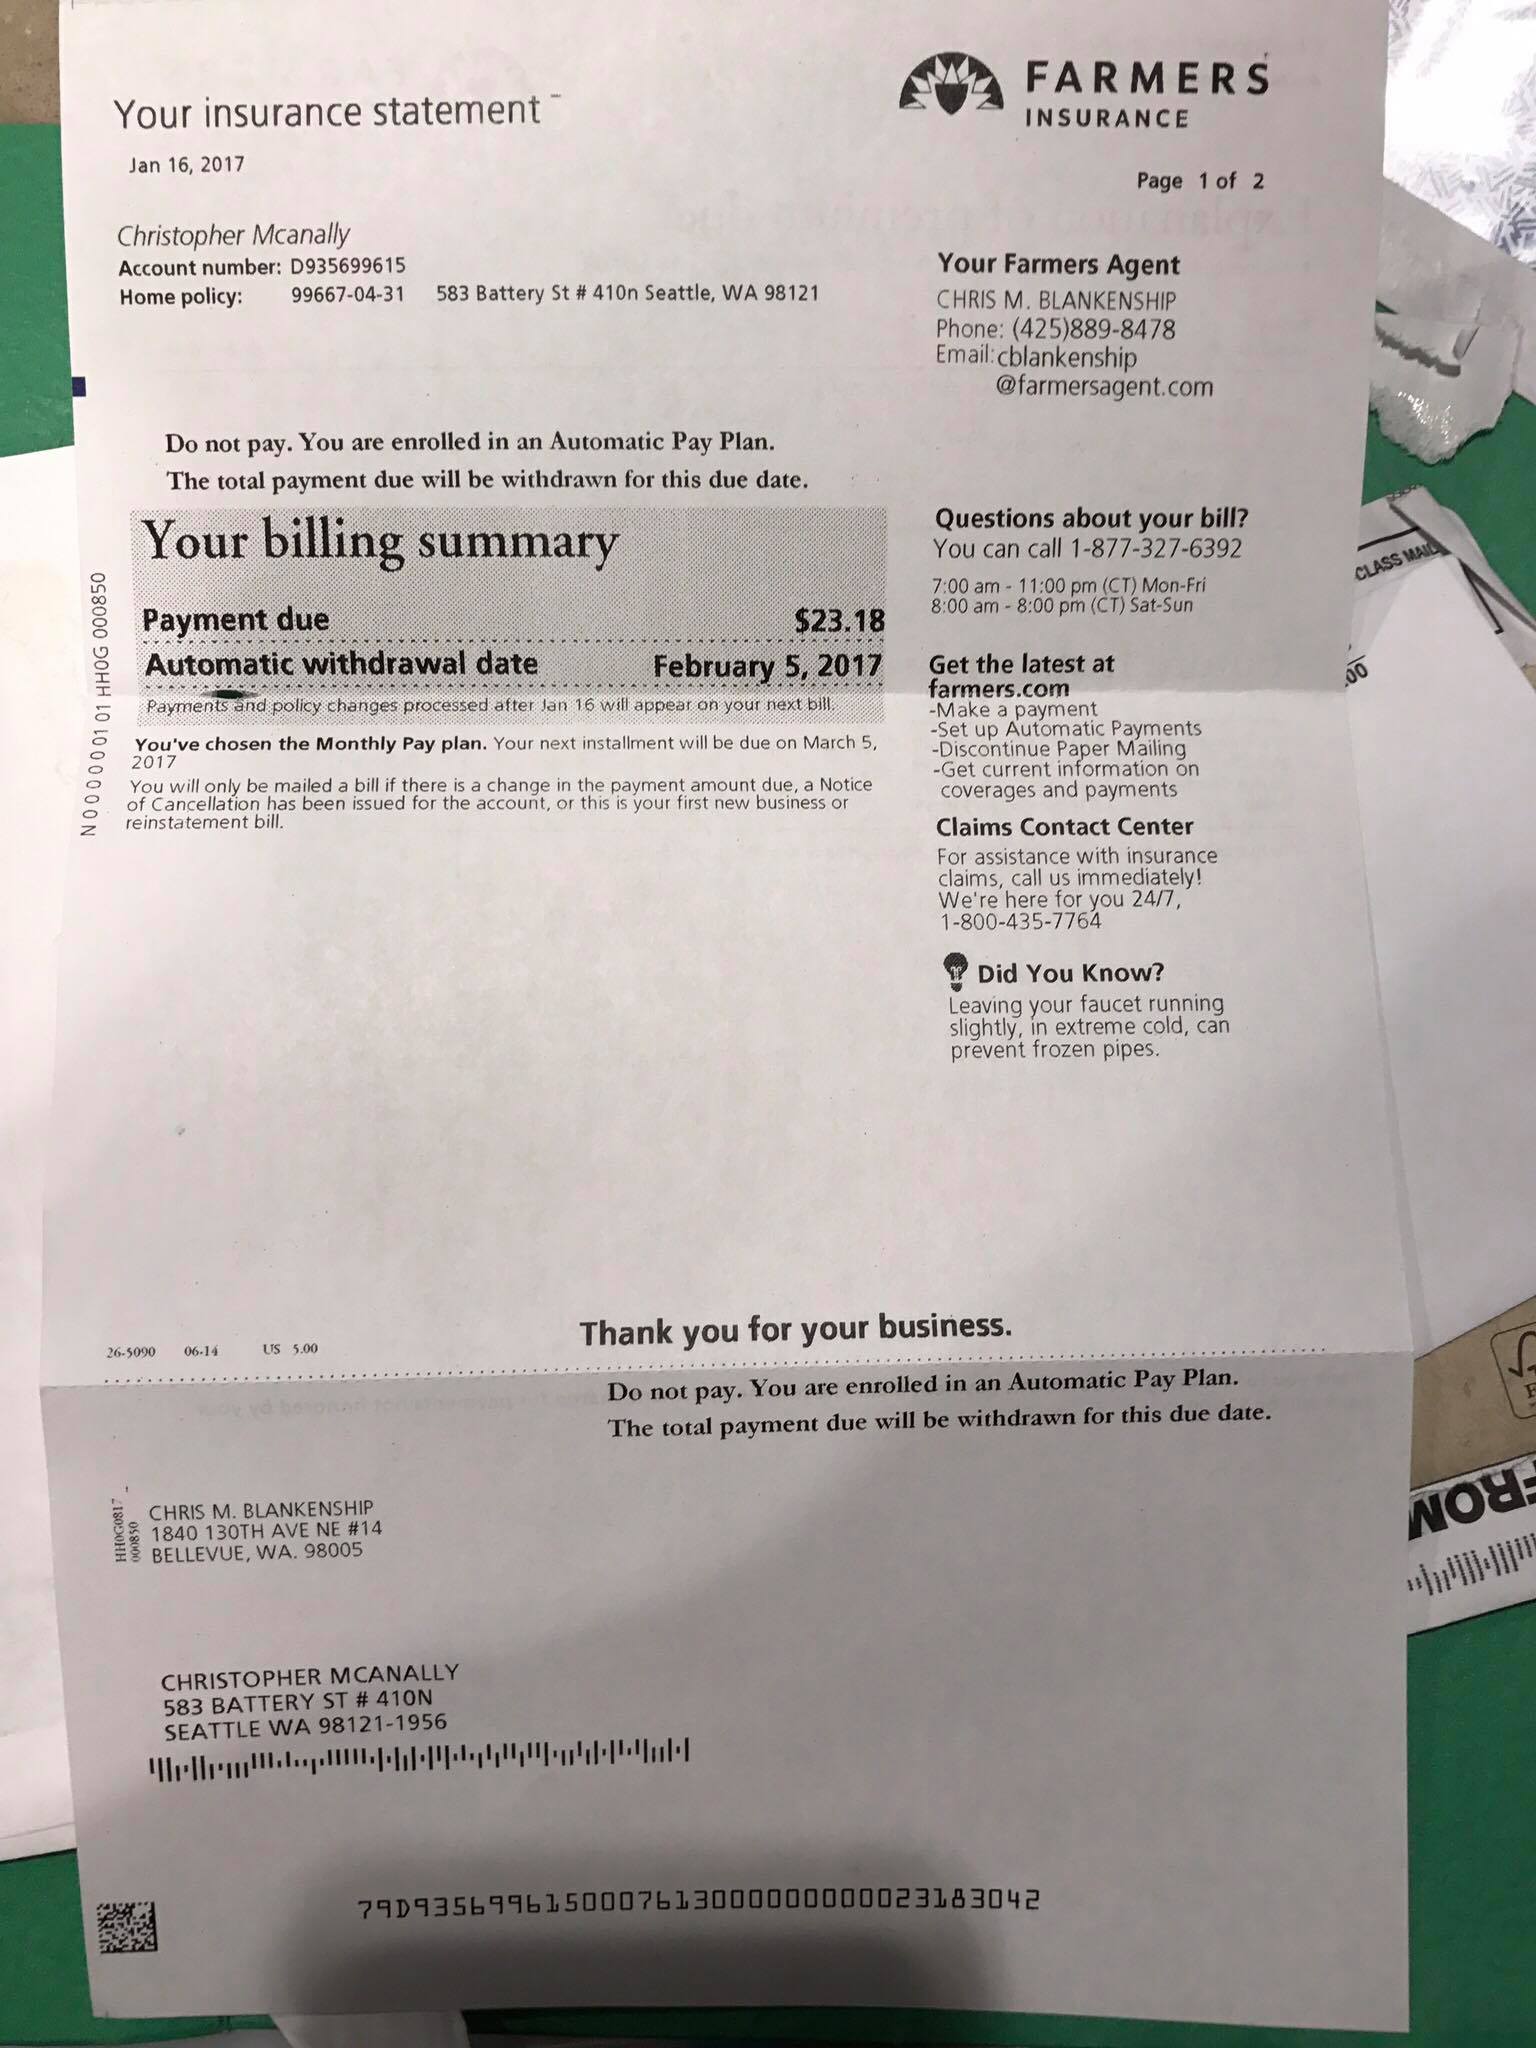 Your insurance statement
Jan 16, 2017
FARMERS
INSURANCE
Page 1 of 2
Christopher Mcanally
Account number: D935699615
Home policy: 99667-04-31 583 Battery St # 410n Seattle, WA 98121
Your Farmers Agent
CHRIS M. BLANKENSHIP
Phone: (425)889-8478
Email: cblankenship
@farmersagent.com
Do not pay. You are enrolled in an Automatic Pay Plan.
The total payment due will be withdrawn for this due date.
Your billing summary
Payment due $23.18
Automatic withdrawal date February 5, 2017
Payments and policy changes processed after Jan 16 will appear on your next bill.
You've chosen the Monthly Pay plan. Your next installment will be due on March 5,
2017
You will only be mailed a bill if there is a change in the payment amount due, a Notice
of Cancellation has been issued for the account, or this is your first new business or
reinstatement bill.
N 0 0 0 0 0 01 01 HH0G 000850
Questions about your bill?
You can call 1-877-327-6392
7:00 am - 11:00 pm (CT) Mon-Fri
8:00 am - 8:00 pm (CT) Sat-Sun
Get the latest at
farmers.com
-Make a payment
-Set up Automatic Payments
-Discontinue Paper Mailing
-Get current information on
coverages and payments
Claims Contact Center
For assistance with insurance
claims, call us immediately!
We're here for you 24/7,
1-800-435-7764
Did You Know?
Leaving your faucet running
slightly, in extreme cold, can
prevent frozen pipes.
CLASS MAIL
00
Thank you for your business.
26-5090 06-14 US 5.00
Do not pay. You are enrolled in an Automatic Pay Plan.
The total payment due will be withdrawn for this due date.
HH0G0817
000850
CHRIS M. BLANKENSHIP
1840 130TH AVE NE #14
BELLEVUE, WA. 98005
FROM
CHRISTOPHER MCANALLY
583 BATTERY ST # 410N
SEATTLE WA 98121-1956
79D9356996150007613000000000023183042